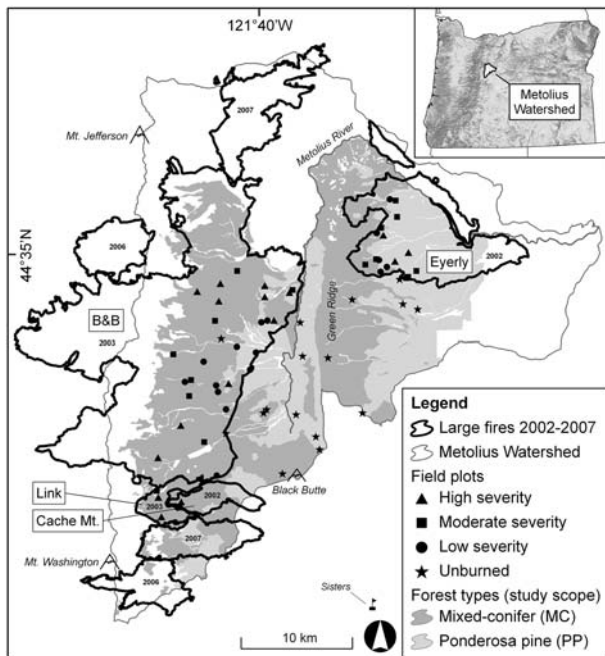 121°40'W
44°35'N
Metolius
Watershed
2007
Mt. Jefferson
Metolius River
2006
Eyerly
2002
B&B
2003
Green Ridge
Link
2003
2002
Cache Mt.
Black Butte
2007
Mt. Washington
2006
Sisters
10 km
Legend
Large fires 2002-2007
Metolius Watershed
Field plots
High severity
Moderate severity
Low severity
Unburned
Forest types (study scope)
Mixed-conifer (MC)
Ponderosa pine (PP)